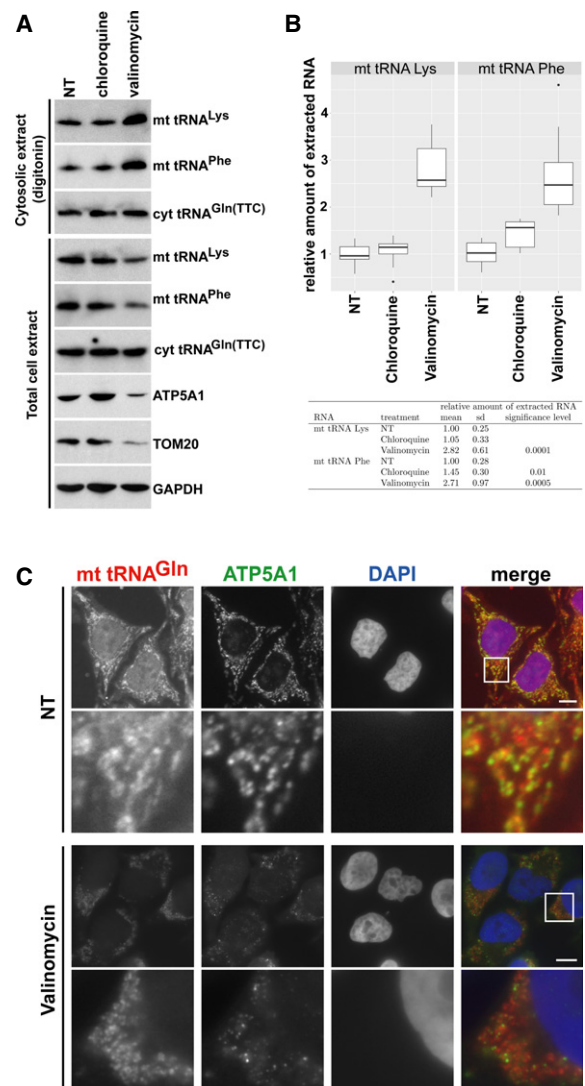 A
NT
chloroquine
valinomycin
Cytosolic extract
(digitonin)
mt tRNALys
mt tRNAPhe
cyt tRNAGln(TTC)
Total cell extract
mt tRNALys
mt tRNAPhe
cyt tRNAGln(TTC)
ATP5A1
TOM20
GAPDH
B
mt tRNA Lys
mt tRNA Phe
relative amount of extracted RNA
4
3
2
1
NT
Chloroquine
Valinomycin
NT
Chloroquine
Valinomycin
relative amount of extracted RNA
RNA treatment mean sd significance level
mt tRNA Lys NT 1.00 0.25
Chloroquine 1.05 0.33
Valinomycin 2.82 0.61 0.0001
mt tRNA Phe NT 1.00 0.28
Chloroquine 1.45 0.30 0.01
Valinomycin 2.71 0.97 0.0005
C
mt tRNAGln
ATP5A1
DAPI
merge
NT
Valinomycin